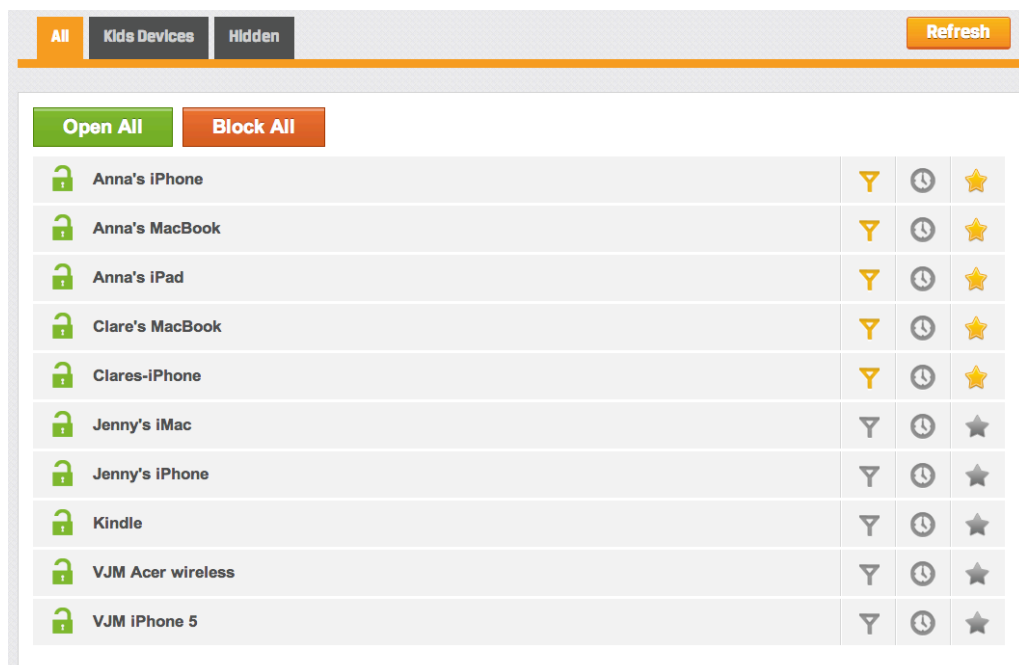 All Kids Devices Hidden Refresh
Open All Block All
Anna's iPhone
Anna's MacBook
Anna's iPad
Clare's MacBook
Clares-iPhone
Jenny's iMac
Jenny's iPhone
Kindle
VJM Acer wireless
VJM iPhone 5